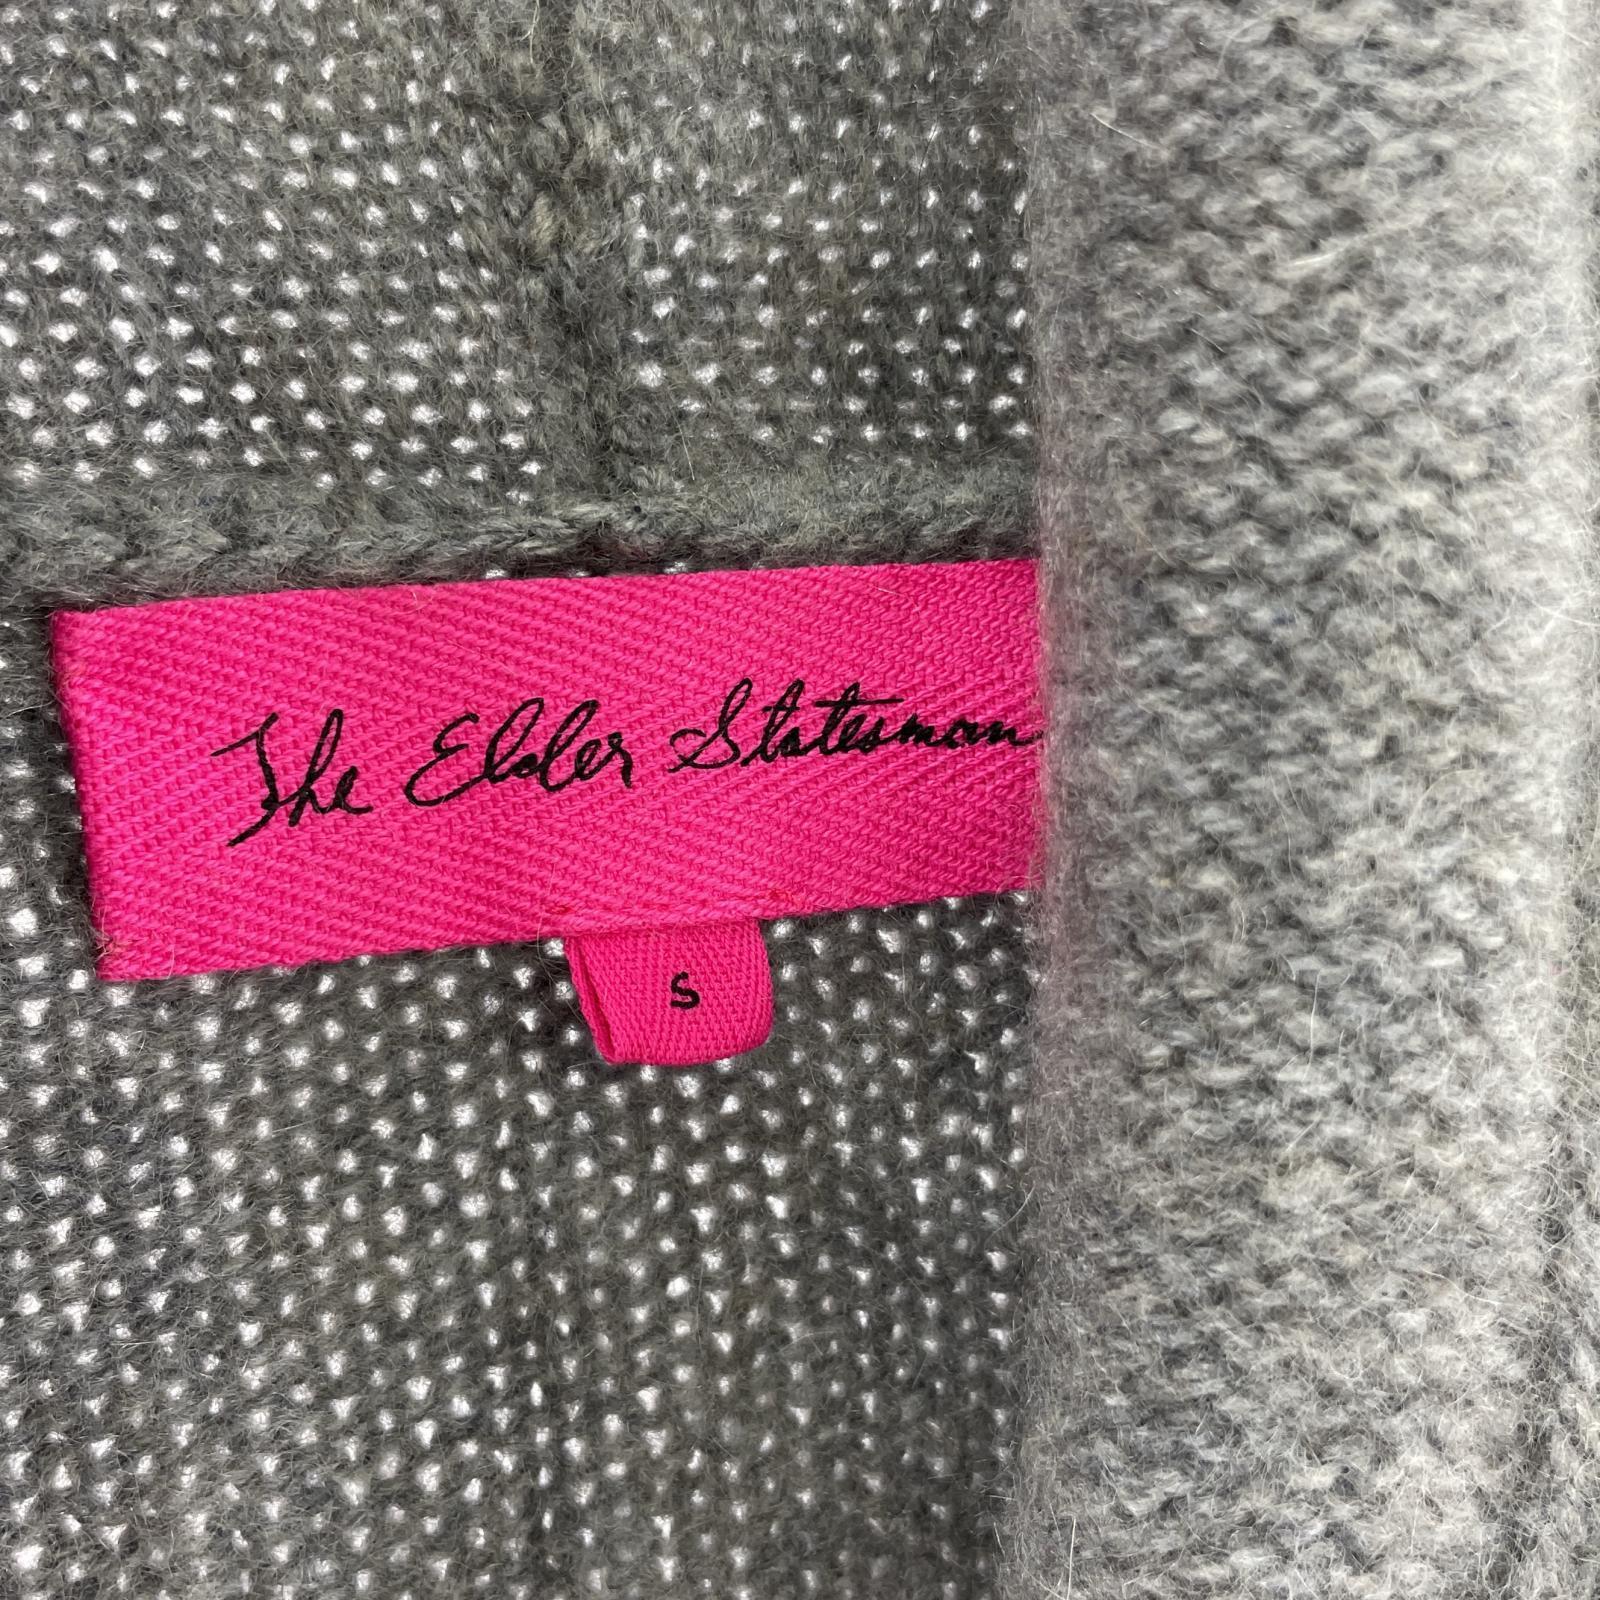 The Elder Statesman
S